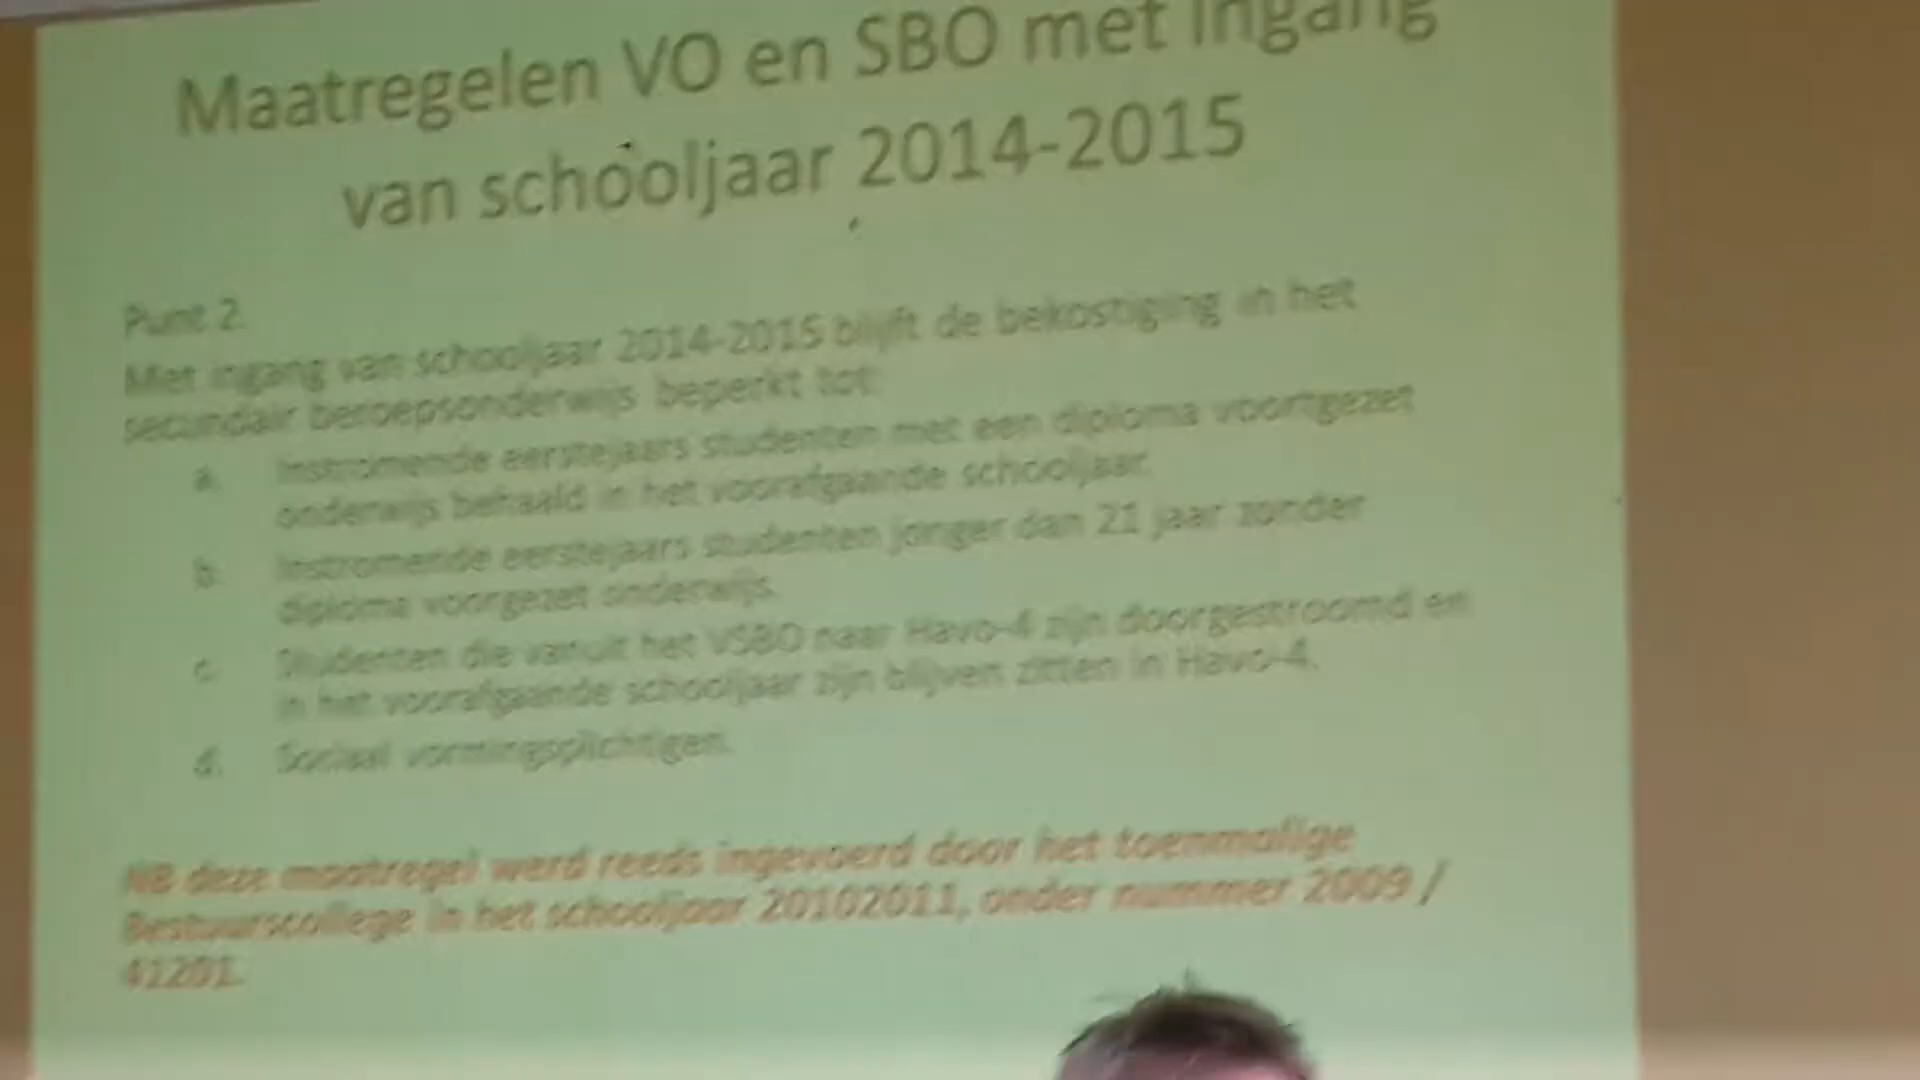 Maatregelen VO en SBO met ingang
van schooljaar 2014-2015
Punt 2.
Met ingang van schooljaar 2014-2015 blijft de bekostiging in het
secundair beroepsonderwijs beperkt tot:
a. Instromende eerstejaars studenten met een diploma voortgezet
onderwijs behaald in het voorafgaande schooljaar.
b. Instromende eerstejaars studenten jonger dan 21 jaar zonder
diploma voorgezet onderwijs.
c. Studenten die vanuit het VSBO naar Havo-4 zijn doorgestroomd en
in het voorafgaande schooljaar zijn blijven zitten in Havo-4.
d. Sociaal vormingsplichtigen.
NB deze maatregel werd reeds ingevoerd door het toenmalige
Bestuurscollege in het schooljaar 20102011, onder nummer 2009 /
41201.